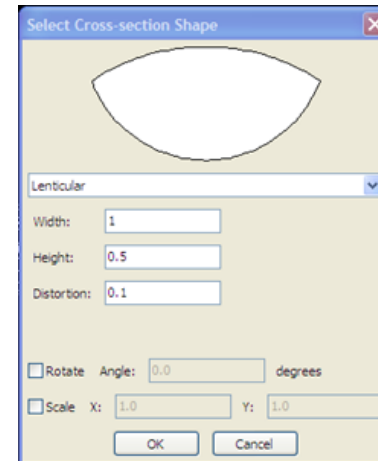 Select Cross-section Shape
Lenticular
Width: 1
Height: 0.5
Distortion: 0.1
Rotate Angle: 0.0 degrees
Scale X: 1.0 Y: 1.0
OK Cancel